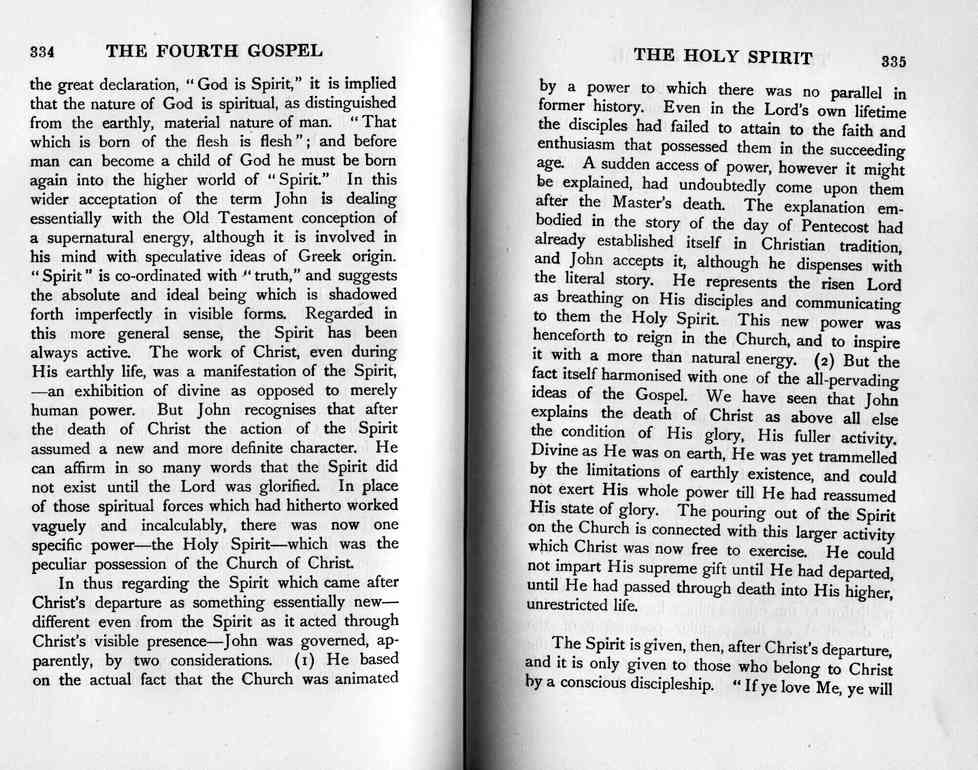 334 THE FOURTH GOSPEL
the great declaration, “ God is Spirit,” it is implied
that the nature of God is spiritual, as distinguished
from the earthly, material nature of man. “ That
which is born of the flesh is flesh ” ; and before
man can become a child of God he must be born
again into the higher world of “ Spirit.” In this
wider acceptation of the term John is dealing
essentially with the Old Testament conception of
a supernatural energy, although it is involved in
his mind with speculative ideas of Greek origin.
“ Spirit ” is co-ordinated with “ truth,” and suggests
the absolute and ideal being which is shadowed
forth imperfectly in visible forms. Regarded in
this more general sense, the Spirit has been
always active. The work of Christ, even during
His earthly life, was a manifestation of the Spirit,
—an exhibition of divine as opposed to merely
human power. But John recognises that after
the death of Christ the action of the Spirit
assumed a new and more definite character. He
can affirm in so many words that the Spirit did
not exist until the Lord was glorified. In place
of those spiritual forces which had hitherto worked
vaguely and incalculably, there was now one
specific power—the Holy Spirit—which was the
peculiar possession of the Church of Christ.
In thus regarding the Spirit which came after
Christ’s departure as something essentially new—
different even from the Spirit as it acted through
Christ’s visible presence—John was governed, ap-
parently, by two considerations. (1) He based
on the actual fact that the Church was animated
THE HOLY SPIRIT 335
by a power to which there was no parallel in
former history. Even in the Lord’s own lifetime
the disciples had failed to attain to the faith and
enthusiasm that possessed them in the succeeding
age. A sudden access of power, however it might
be explained, had undoubtedly come upon them
after the Master’s death. The explanation em-
bodied in the story of the day of Pentecost had
already established itself in Christian tradition,
and John accepts it, although he dispenses with
the literal story. He represents the risen Lord
as breathing on His disciples and communicating
to them the Holy Spirit. This new power was
henceforth to reign in the Church, and to inspire
it with a more than natural energy. (2) But the
fact itself harmonised with one of the all-pervading
ideas of the Gospel. We have seen that John
explains the death of Christ as above all else
the condition of His glory, His fuller activity.
Divine as He was on earth, He was yet trammelled
by the limitations of earthly existence, and could
not exert His whole power till He had reassumed
His state of glory. The pouring out of the Spirit
on the Church is connected with this larger activity
which Christ was now free to exercise. He could
not impart His supreme gift until He had departed,
until He had passed through death into His higher,
unrestricted life.
The Spirit is given, then, after Christ’s departure,
and it is only given to those who belong to Christ
by a conscious discipleship. “ If ye love Me, ye will